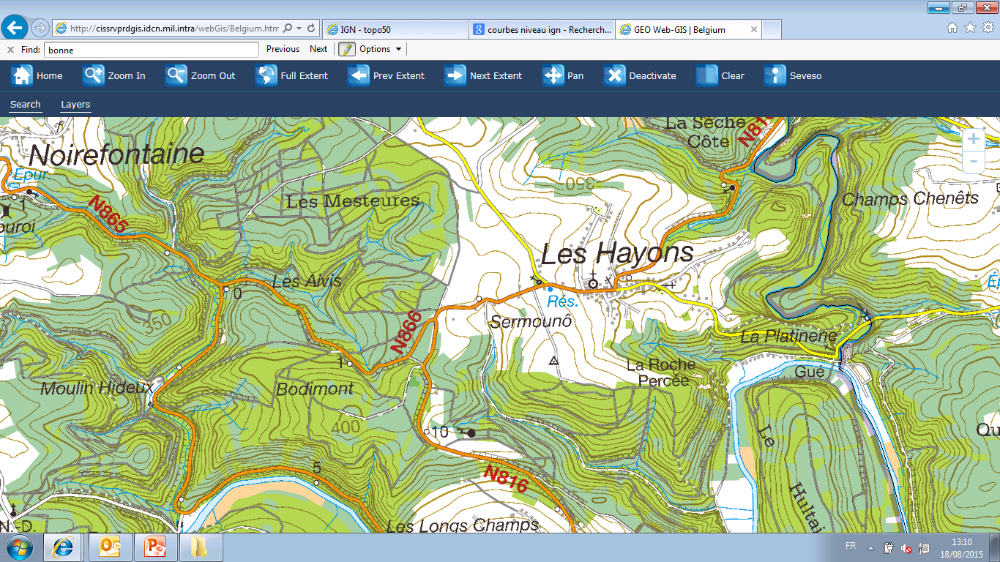 http://cissrvprdgis.idcn.mil.intra/webGis/Belgium.htm
IGN - topo50
courbes niveau ign - Recherch...
GEO Web-GIS | Belgium
x Find: bonne Previous Next Options
Home Zoom In Zoom Out Full Extent Prev Extent Next Extent Pan Deactivate Clear Seveso
Search Layers
La Sèche
Côte
N816
Noirefontaine
Épur.
350
1
Les Mesteures
Champs Chenêts
N865
ouroi
Les Hayons
Les Aivis
0
Rés.
350
Sermounô
N866
La Platinerie
1
La Roche
Percée
Gué
Moulin Hideux
Bodimont
400
10
Le
Hultai
Qu
5
N816
N.-D.
Les Longs Champs
FR
13:10
18/08/2015